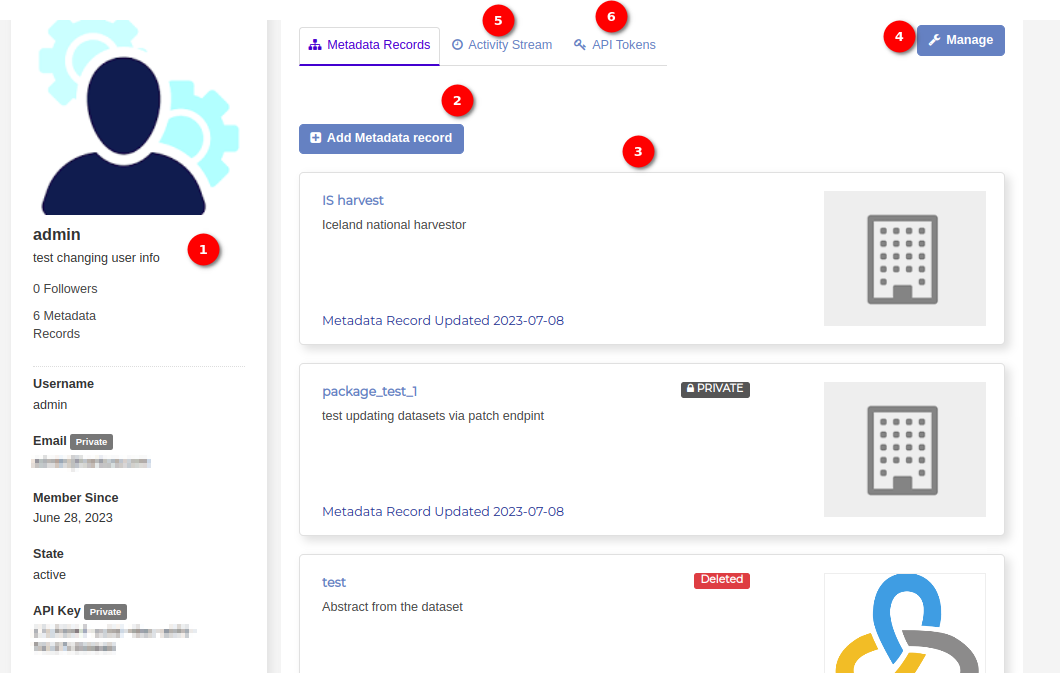 5
6
Metadata Records
Activity Stream
API Tokens
4
Manage
2
Add Metadata record
3
admin
1
test changing user info
0 Followers
6 Metadata
Records
Username
admin
Email Private
Member Since
June 28, 2023
State
active
API Key Private
IS harvest
Iceland national harvestor
Metadata Record Updated 2023-07-08
package_test_1
PRIVATE
test updating datasets via patch endpint
Metadata Record Updated 2023-07-08
test
Deleted
Abstract from the dataset